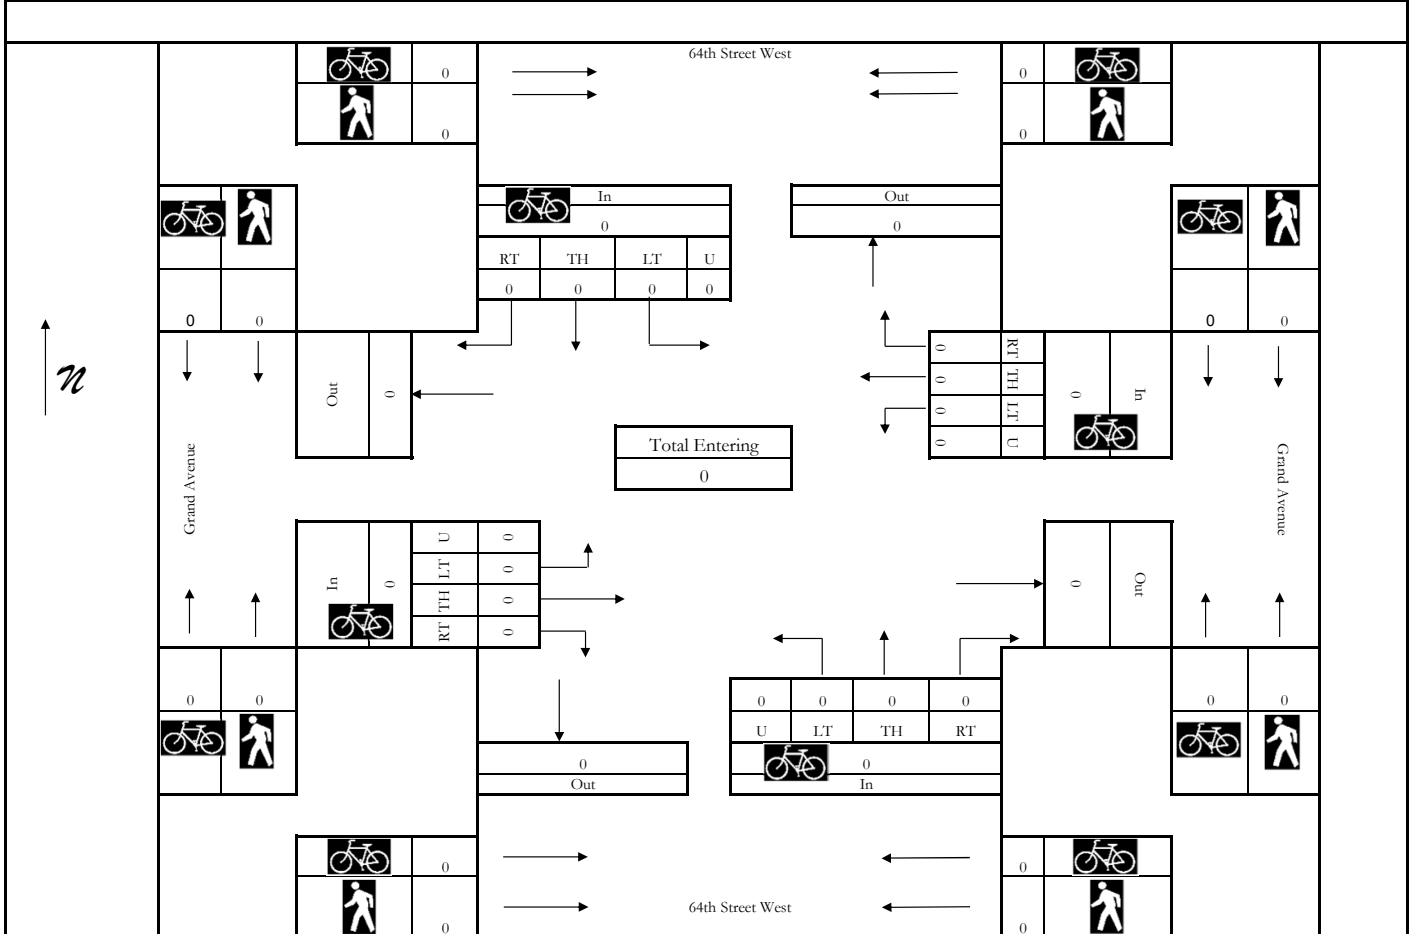 64th Street West
0 0
0 0
In Out
0 0
RT TH LT U
0 0 0 0
0 0 0 0
N
Out 0
0 RT
0 TH
0 LT
0 U
0 In
Grand Avenue
Grand Avenue
Total Entering
0
In 0
U 0
LT 0
TH 0
RT 0
0 Out
0 0 0 0
0 0 0 0
U LT TH RT
0 0
Out In
0 0
64th Street West
0 0